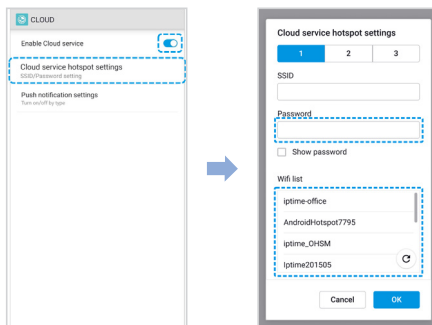 CLOUD
Enable Cloud service
Cloud service hotspot settings
SSID/Password setting
Push notification settings
Turn on/off by type
Cloud service hotspot settings
1 2 3
SSID
Password
Show password
Wifi list
iptime-office
AndroidHotspot7795
iptime_OHSM
Iptime201505
Cancel OK